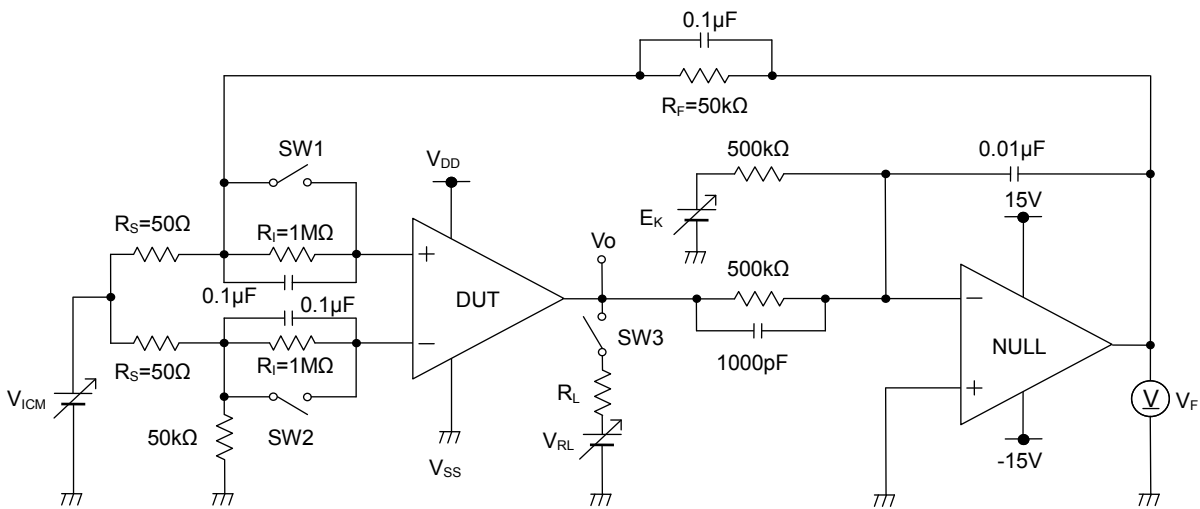 0.1µF
R_F=50kΩ
SW1
V_DD
500kΩ
0.01µF
15V
R_S=50Ω
R_I=1MΩ
E_K
Vo
+
0.1µF
0.1µF
DUT
500kΩ
−
NULL
R_I=1MΩ
−
SW3
1000pF
R_S=50Ω
V_ICM
SW2
50kΩ
R_L
+
V
V_F
V_RL
V_SS
-15V